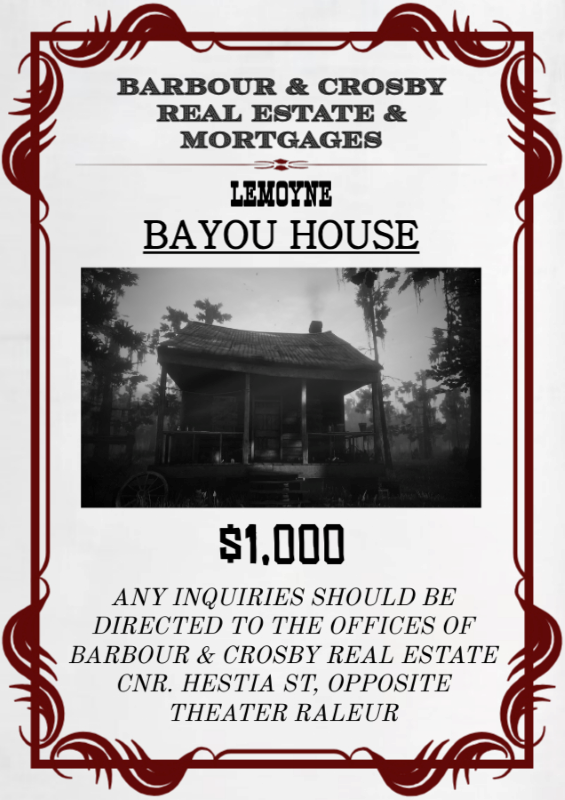 BARBOUR & CROSBY
REAL ESTATE &
MORTGAGES
LEMOYNE
BAYOU HOUSE
$1,000
ANY INQUIRIES SHOULD BE
DIRECTED TO THE OFFICES OF
BARBOUR & CROSBY REAL ESTATE
CNR. HESTIA ST, OPPOSITE
THEATER RALEUR